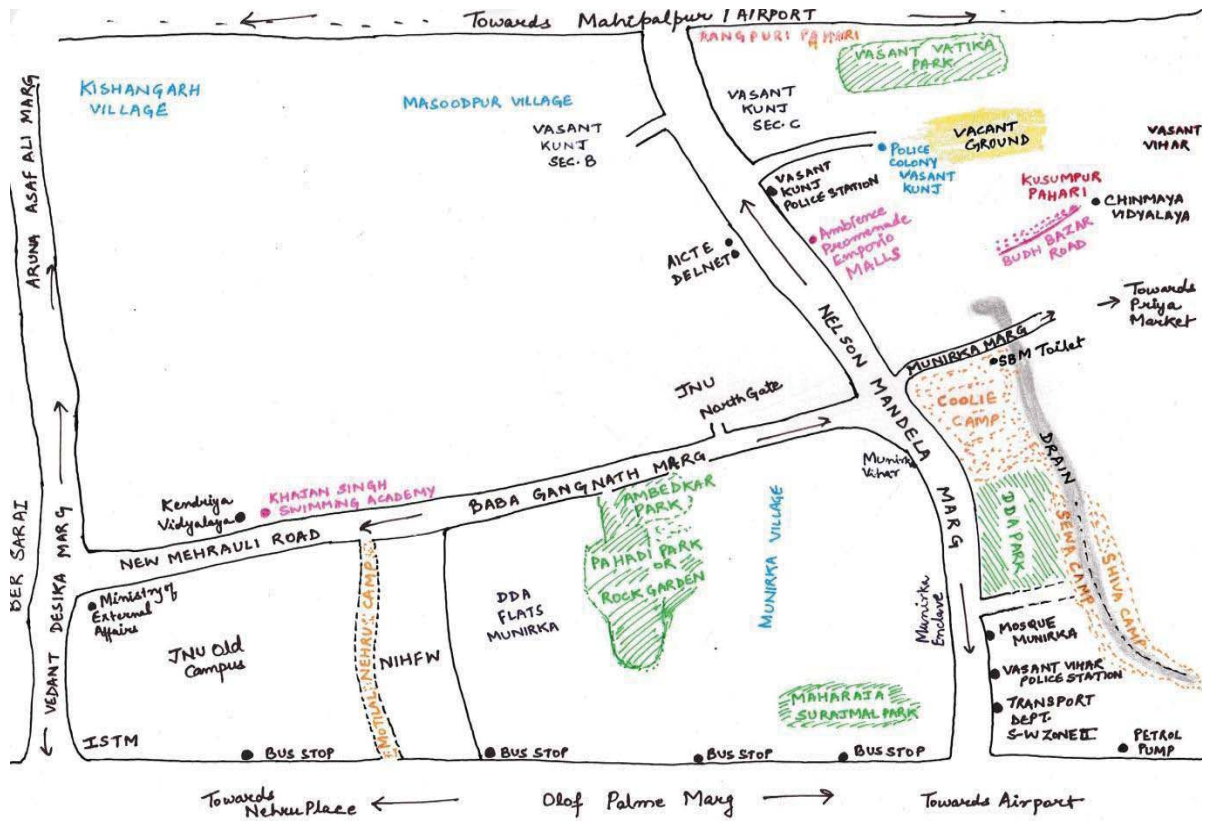 Towards Mahipalpur / AIRPORT
RANGPURI PAHARI
VASANT VATIKA
PARK
KISHANGARH
VILLAGE
MASOODPUR VILLAGE
VASANT
KUNJ
SEC. B
VASANT
KUNJ
SEC. C
VACANT
GROUND
VASANT
VIHAR
POLICE
COLONY
VASANT
KUNJ
VASANT
KUNJ
POLICE STATION
KUSUMPUR
PAHARI
CHINMAYA
VIDYALAYA
BUDH BAZAR
ROAD
Ambience
Promenade
Emporio
MALLS
AICTE
DELNET
ARUNA ASAF ALI MARG
NELSON MANDELA MARG
Towards
Priya
Market
MUNIRKA MARG
SBM Toilet
COOLIE
CAMP
DRAIN
JNU
North Gate
Munirka
Vihar
BABA GANGNATH MARG
KHAJAN SINGH
SWIMMING ACADEMY
Kendriya
Vidyalaya
NEW MEHRAULI ROAD
AMBEDKAR
PARK
PAHADI PARK
OR
ROCK GARDEN
MUNIRKA VILLAGE
DDA PARK
SEWA CAMP
SHIVA CAMP
BER SARAI
VEDANT DESIKA MARG
Ministry of
External
Affairs
JNU Old
Campus
MOTILAL NEHRU CAMP
NIHFW
DDA
FLATS
MUNIRKA
Munirka
Enclave
MOSQUE
MUNIRKA
VASANT VIHAR
POLICE STATION
TRANSPORT
DEPT.
S-W ZONE II
MAHARAJA
SURAJMAL PARK
ISTM
BUS STOP
BUS STOP
BUS STOP
BUS STOP
PETROL
PUMP
Towards
Nehru Place
Olof Palme Marg
Towards Airport